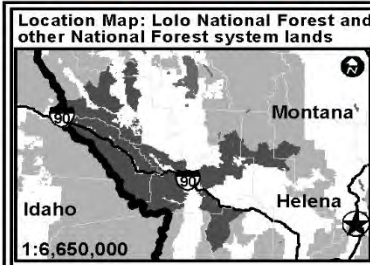 Location Map: Lolo National Forest and
other National Forest system lands
Montana
90
90
Idaho
Helena
1:6,650,000